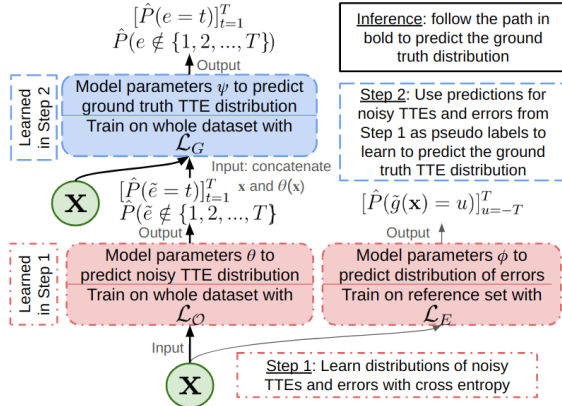 [P̂(e = t)]_{t=1}^T
P̂(e ∉ {1, 2, ..., T})
Output
Inference: follow the path in
bold to predict the ground
truth distribution
Learned
in Step 2
Model parameters ψ to predict
ground truth TTE distribution
Train on whole dataset with
ℒ_G
Step 2: Use predictions for
noisy TTEs and errors from
Step 1 as pseudo labels to
learn to predict the ground
truth TTE distribution
Input: concatenate
x and θ(x)
X
[P̂(ẽ = t)]_{t=1}^T
P̂(ẽ ∉ {1, 2, ..., T}
Output
[P̂(g̃(x) = u)]_{u=-T}^T
Output
Learned
in Step 1
Model parameters θ to
predict noisy TTE distribution
Train on whole dataset with
ℒ_O
Model parameters ϕ to
predict distribution of errors
Train on reference set with
ℒ_E
Input
X
Step 1: Learn distributions of noisy
TTEs and errors with cross entropy